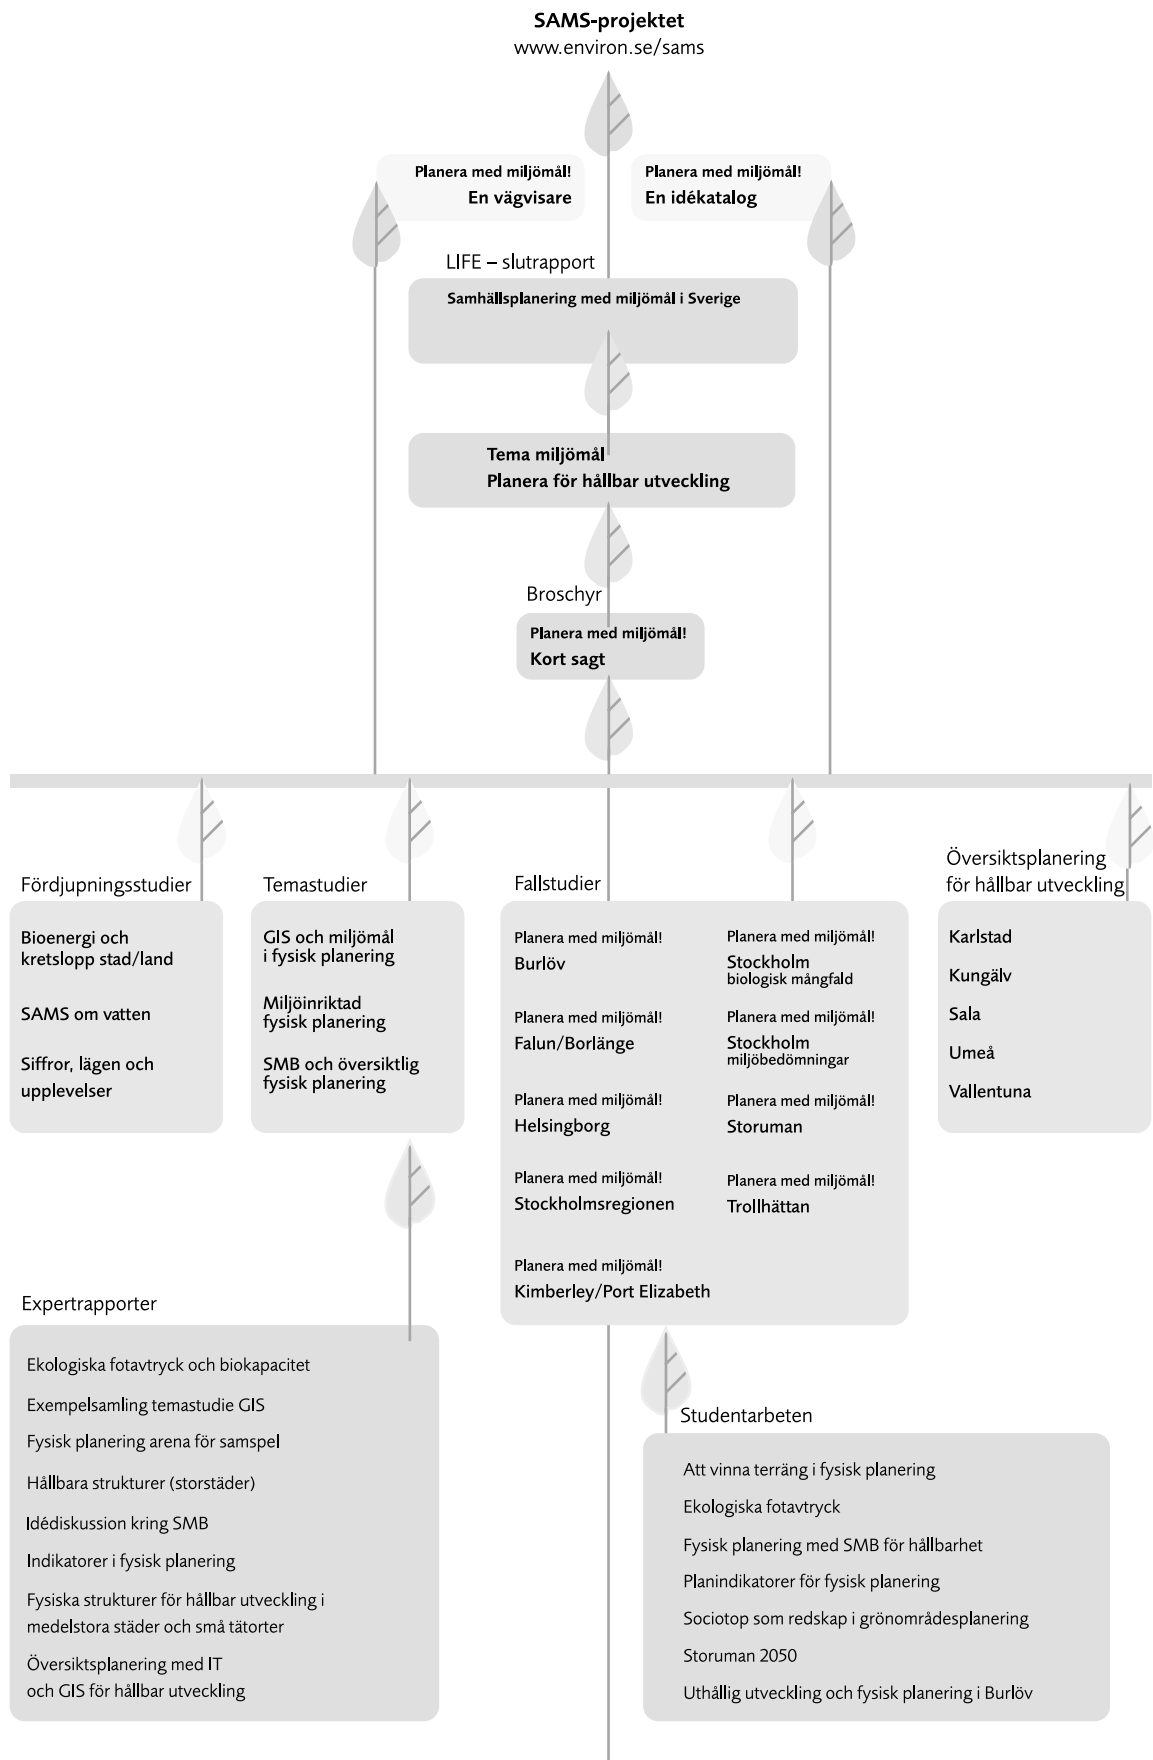 SAMS-projektet
www.environ.se/sams
Planera med miljömål!
En vägvisare
Planera med miljömål!
En idékatalog
LIFE – slutrapport
Samhällsplanering med miljömål i Sverige
Tema miljömål
Planera för hållbar utveckling
Broschyr
Planera med miljömål!
Kort sagt
Fördjupningsstudier
Bioenergi och
kretslopp stad/land
SAMS om vatten
Siffror, lägen och
upplevelser
Temastudier
GIS och miljömål
i fysisk planering
Miljöinriktad
fysisk planering
SMB och översiktlig
fysisk planering
Fallstudier
Planera med miljömål!
Burlöv
Planera med miljömål!
Falun/Borlänge
Planera med miljömål!
Helsingborg
Planera med miljömål!
Stockholmsregionen
Planera med miljömål!
Kimberley/Port Elizabeth
Planera med miljömål!
Stockholm
biologisk mångfald
Planera med miljömål!
Stockholm
miljöbedömningar
Planera med miljömål!
Storuman
Planera med miljömål!
Trollhättan
Översiktsplanering
för hållbar utveckling
Karlstad
Kungälv
Sala
Umeå
Vallentuna
Expertrapporter
Ekologiska fotavtryck och biokapacitet
Exempelsamling temastudie GIS
Fysisk planering arena för samspel
Hållbara strukturer (storstäder)
Idédiskussion kring SMB
Indikatorer i fysisk planering
Fysiska strukturer för hållbar utveckling i
medelstora städer och små tätorter
Översiktsplanering med IT
och GIS för hållbar utveckling
Studentarbeten
Att vinna terräng i fysisk planering
Ekologiska fotavtryck
Fysisk planering med SMB för hållbarhet
Planindikatorer för fysisk planering
Sociotop som redskap i grönområdesplanering
Storuman 2050
Uthållig utveckling och fysisk planering i Burlöv